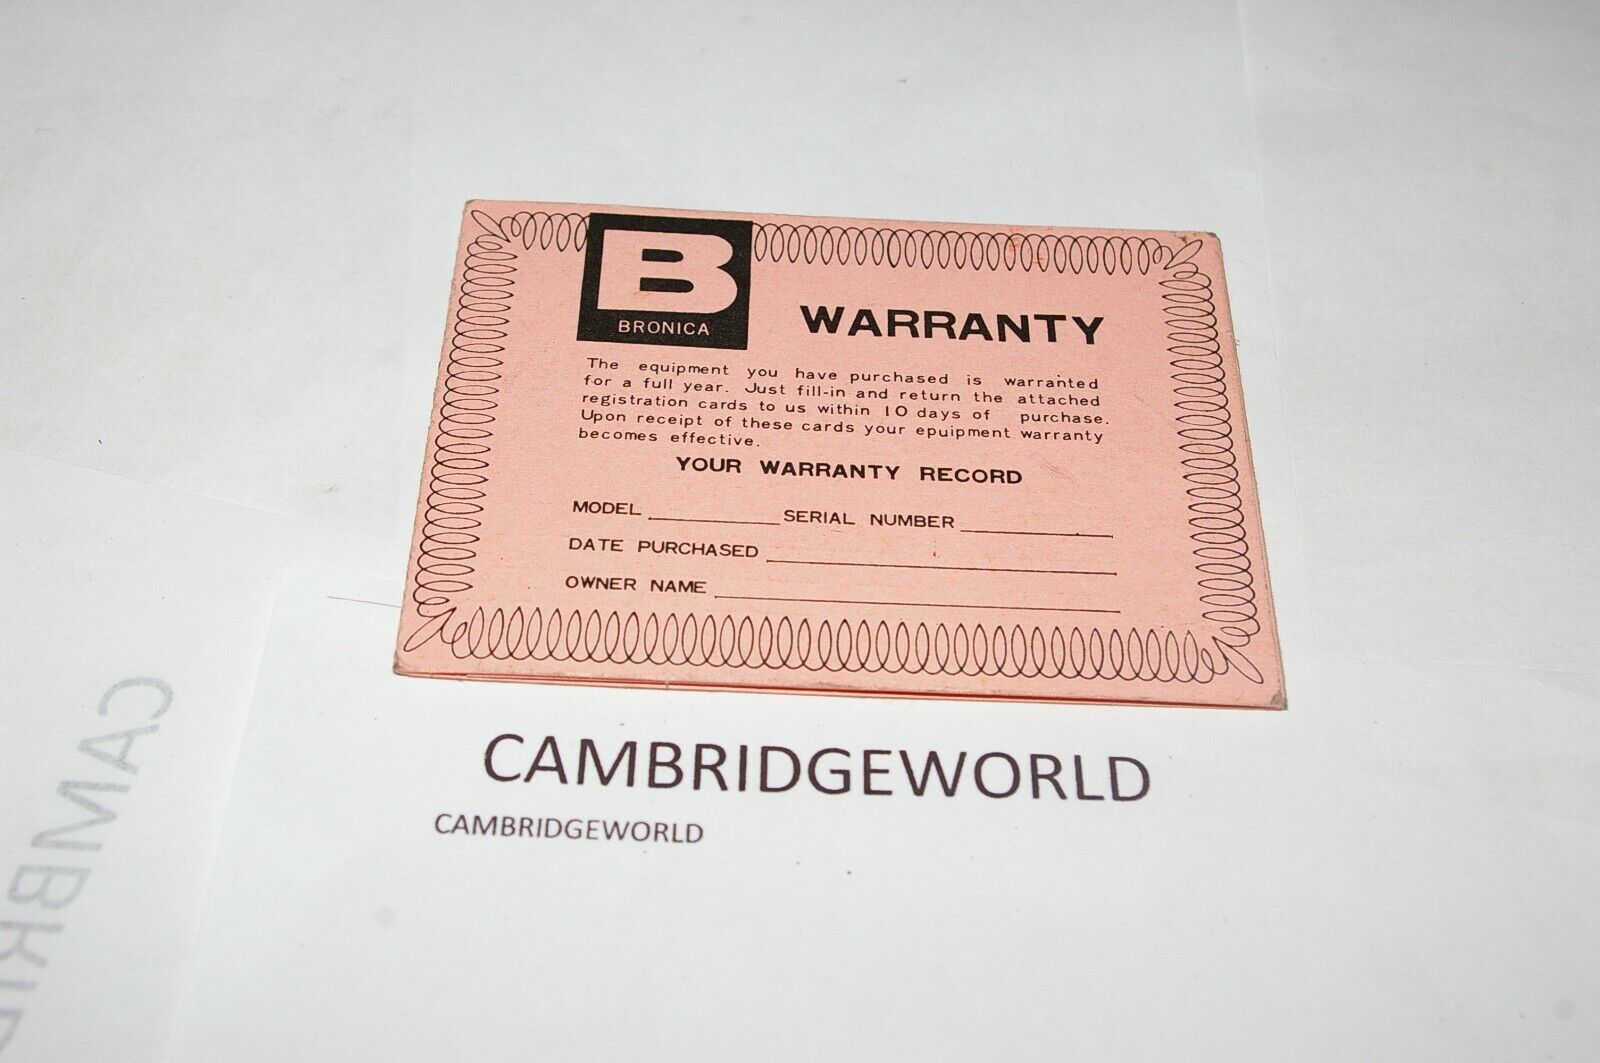 B
BRONICA
WARRANTY
The equipment you have purchased is warranted
for a full year. Just fill-in and return the attached
registration cards to us within 10 days of purchase.
Upon receipt of these cards your epuipment warranty
becomes effective.
YOUR WARRANTY RECORD
MODEL SERIAL NUMBER
DATE PURCHASED
OWNER NAME
CAMBRIDGEWORLD
CAMBRIDGEWORLD
CAMBRID